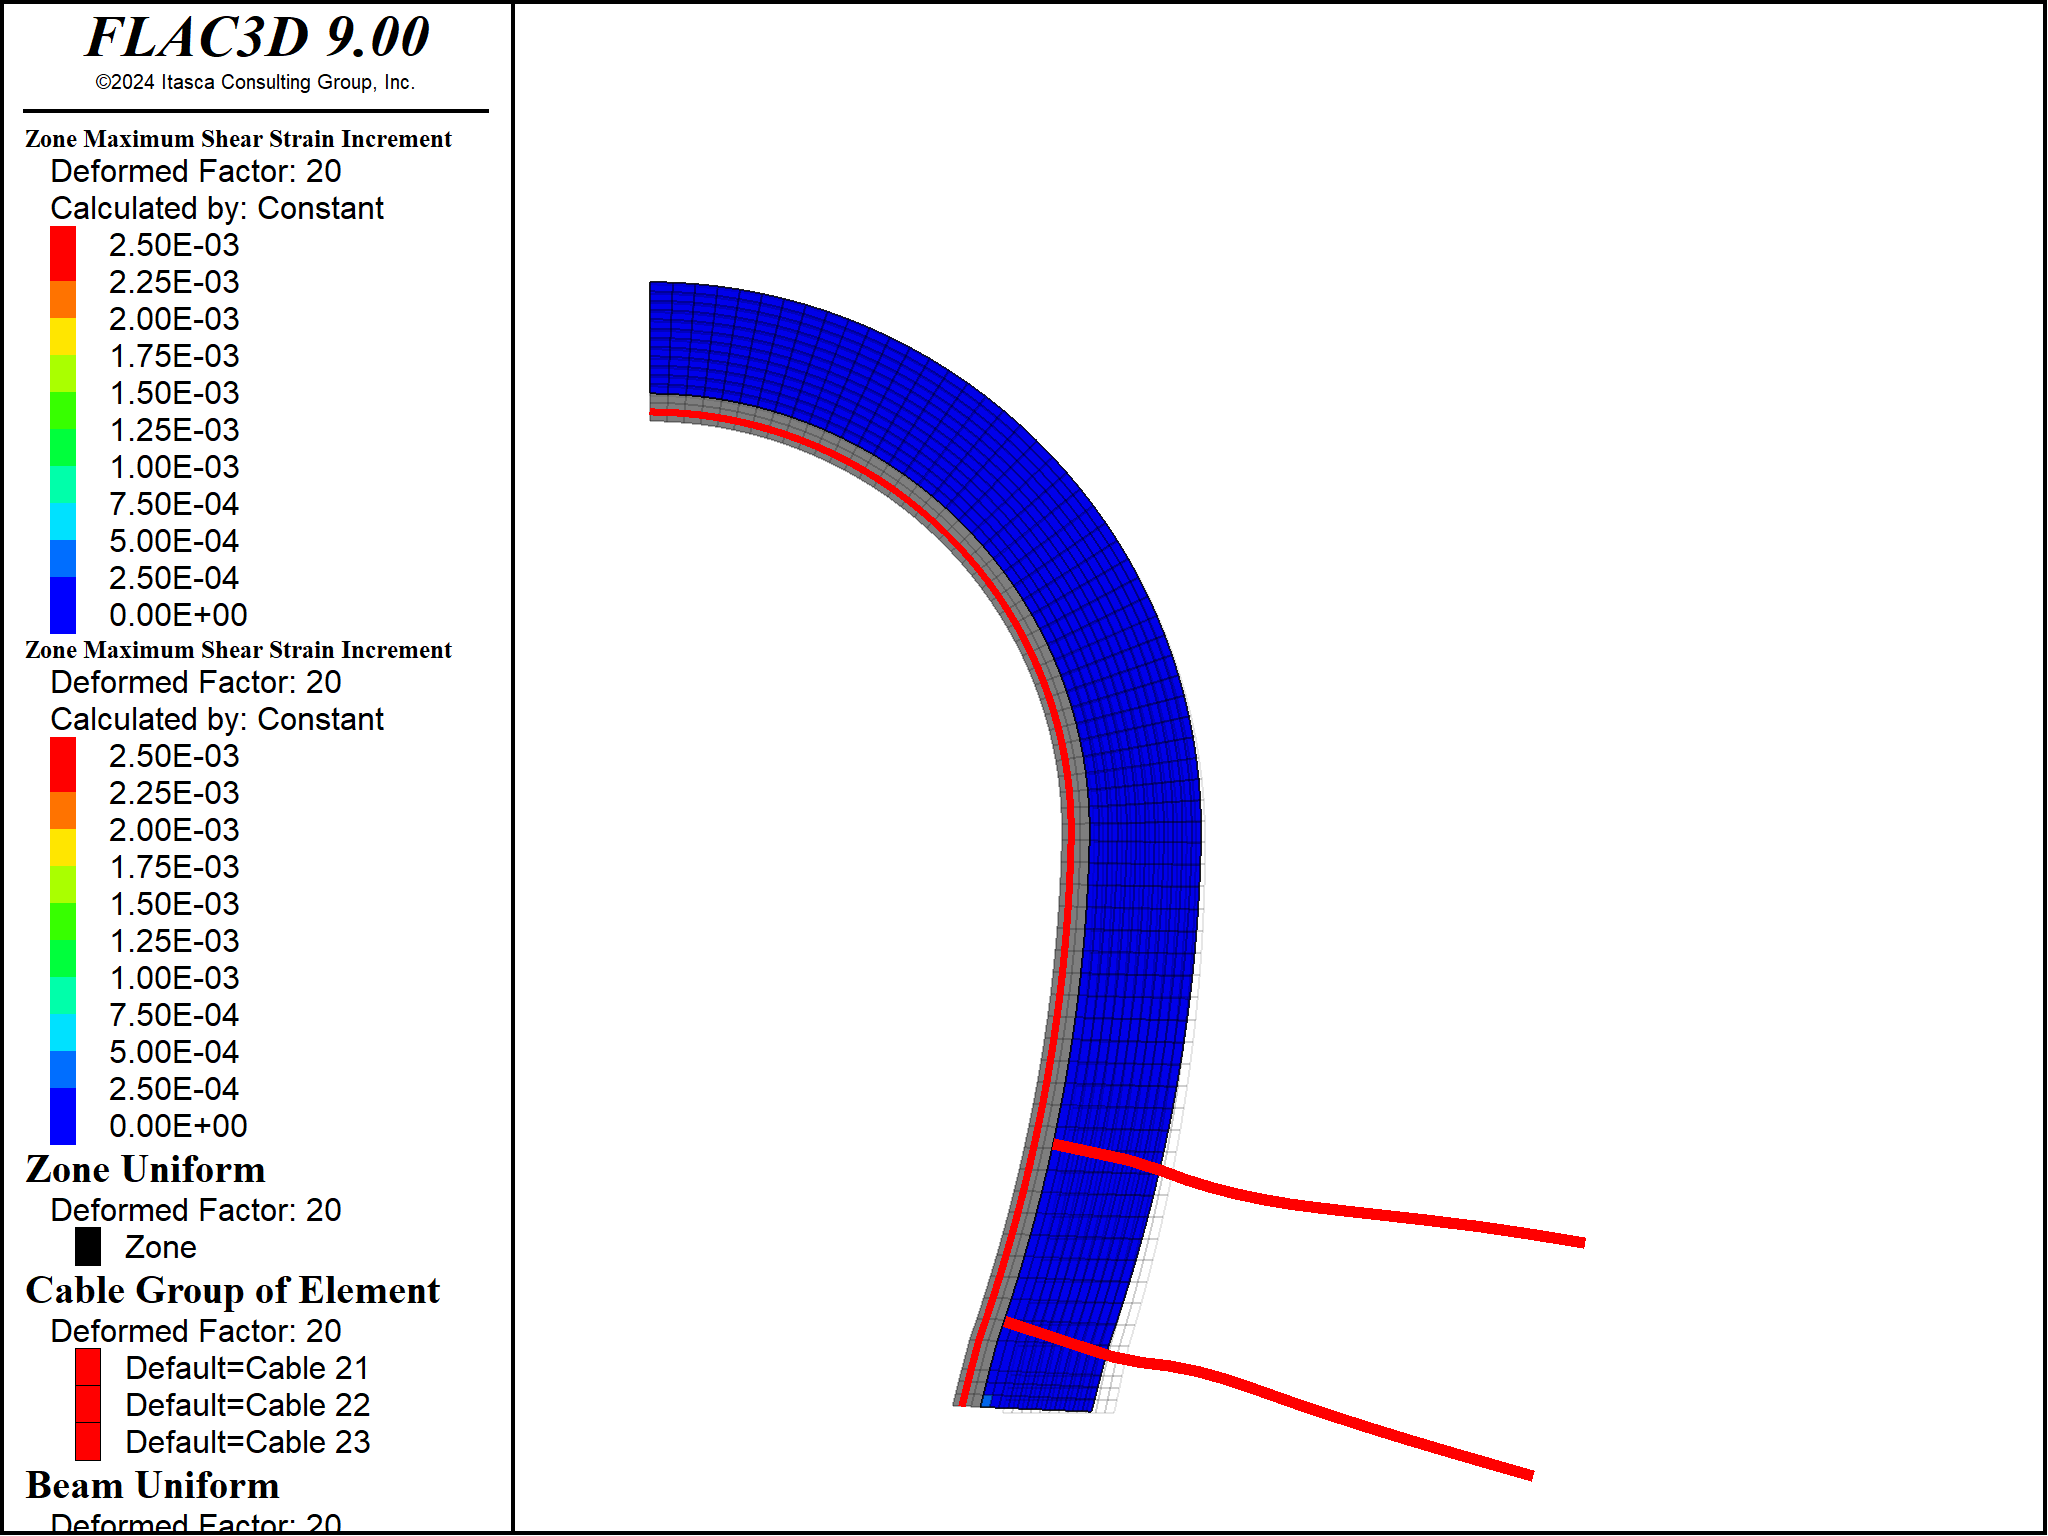 FLAC3D 9.00
©2024 Itasca Consulting Group, Inc.
Zone Maximum Shear Strain Increment
Deformed Factor: 20
Calculated by: Constant
2.50E-03
2.25E-03
2.00E-03
1.75E-03
1.50E-03
1.25E-03
1.00E-03
7.50E-04
5.00E-04
2.50E-04
0.00E+00
Zone Maximum Shear Strain Increment
Deformed Factor: 20
Calculated by: Constant
2.50E-03
2.25E-03
2.00E-03
1.75E-03
1.50E-03
1.25E-03
1.00E-03
7.50E-04
5.00E-04
2.50E-04
0.00E+00
Zone Uniform
Deformed Factor: 20
Zone
Cable Group of Element
Deformed Factor: 20
Default=Cable 21
Default=Cable 22
Default=Cable 23
Beam Uniform
Deformed Factor: 20